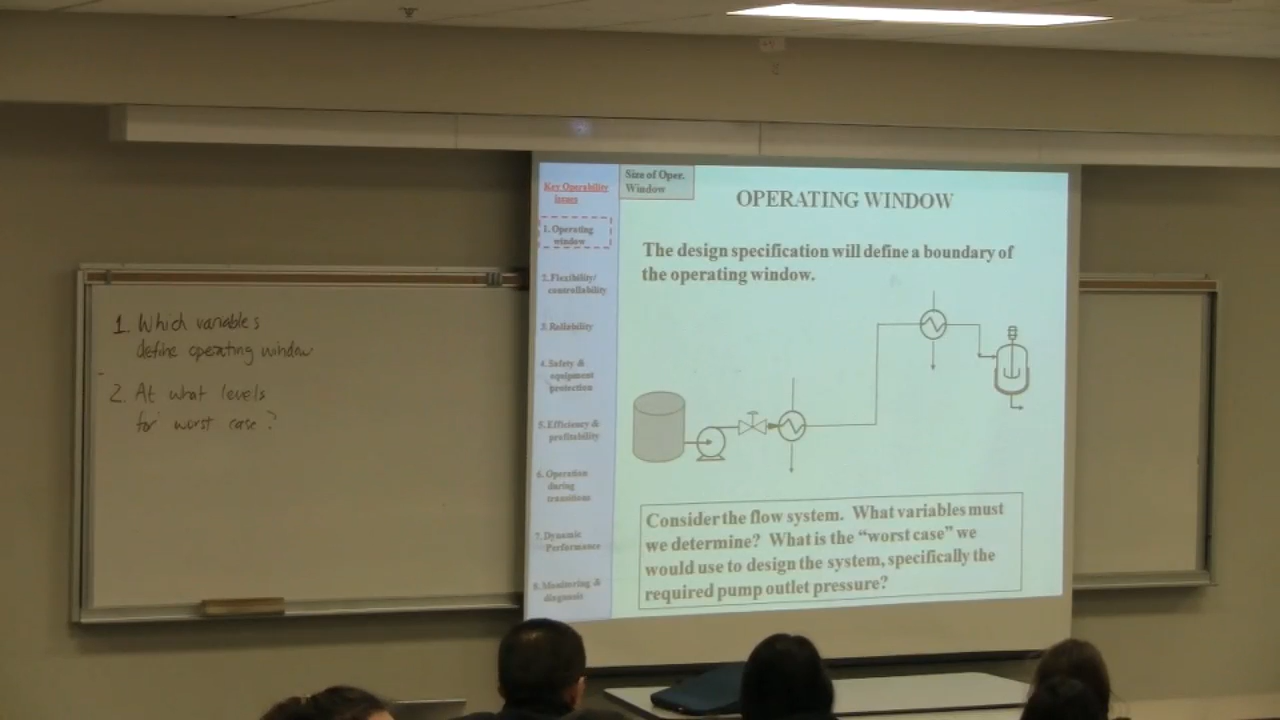 1. Which variables
define operating window
2. At what levels
for worst case?
Key Operability
issues
1. Operating
window
2. Flexibility/
controllability
3. Reliability
4. Safety &
equipment
protection
5. Efficiency &
profitability
6. Operation
during
transitions
7. Dynamic
Performance
8. Monitoring &
diagnosis
Size of Oper.
Window
OPERATING WINDOW
The design specification will define a boundary of
the operating window.
Consider the flow system. What variables must
we determine? What is the “worst case” we
would use to design the system, specifically the
required pump outlet pressure?